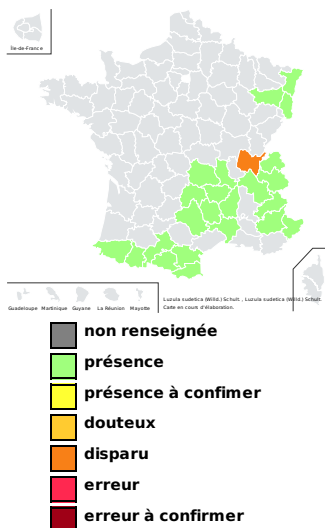 Île-de-France
Guadeloupe Martinique Guyane La Réunion Mayotte
Luzula sudetica (Willd.) Schult. , Luzula sudetica (Willd.) Schult.
Carte en cours d'élaboration.
non renseignée
présence
présence à confimer
douteux
disparu
erreur
erreur à confirmer